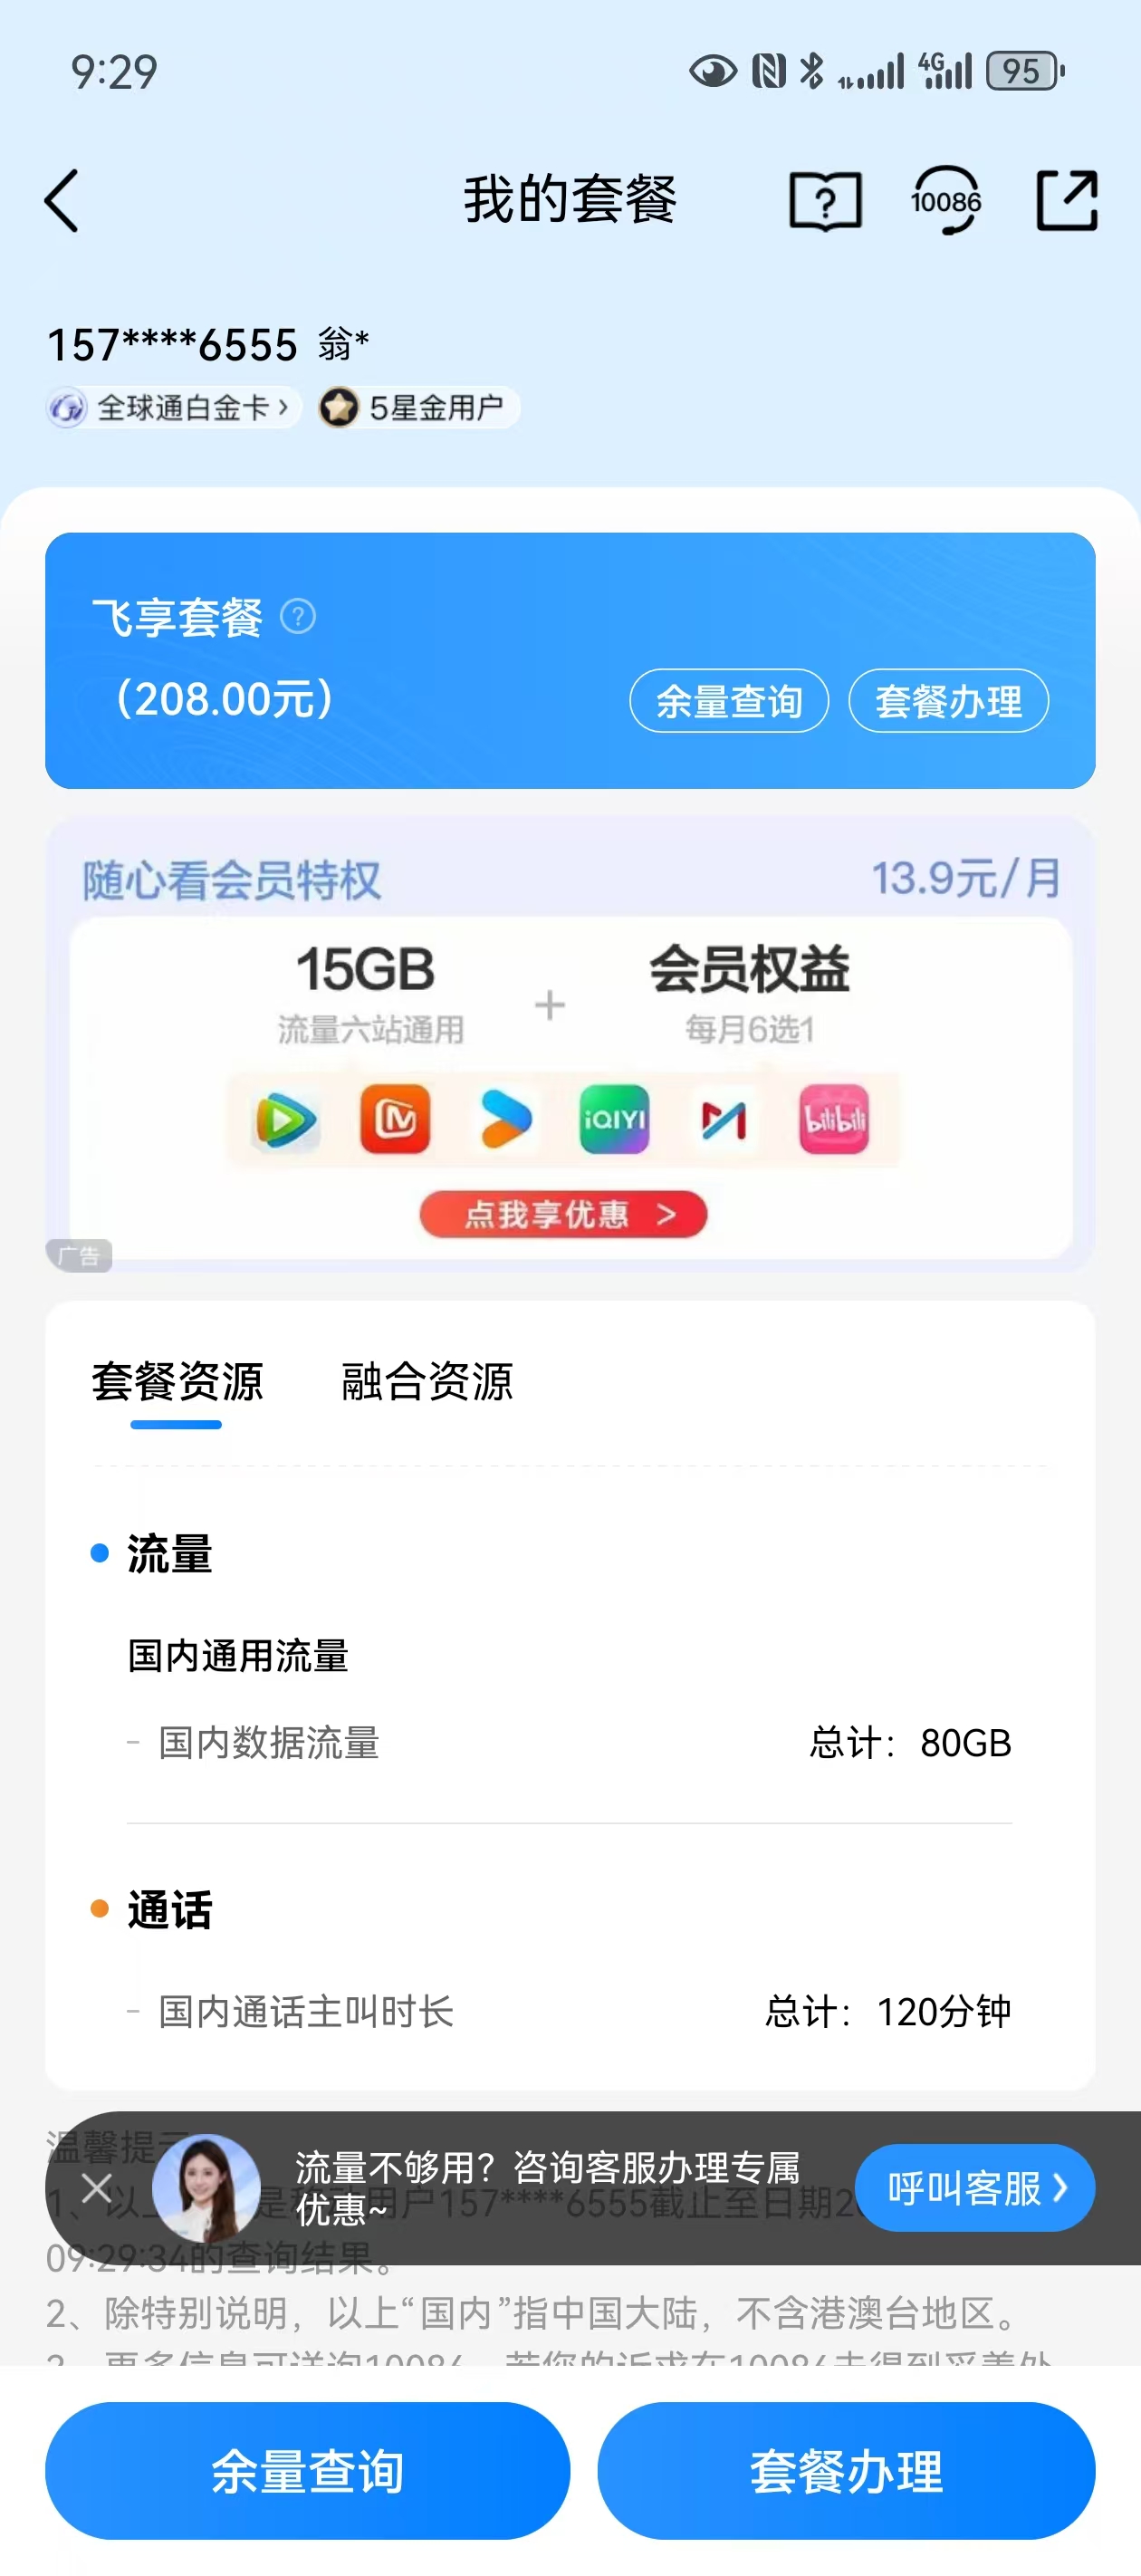 9:29
4G 95
我的套餐
10086
157****6555 翁*
全球通白金卡 >
5星金用户
飞享套餐 ?
（208.00元）
余量查询
套餐办理
随心看会员特权
13.9元/月
15GB + 会员权益
流量六站通用
每月6选1
iQIYI
bilibili
点我享优惠 >
广告
套餐资源
融合资源
流量
国内通用流量
- 国内数据流量 总计：80GB
通话
- 国内通话主叫时长 总计：120分钟
温馨提示
流量不够用？咨询客服办理专属
优惠~
呼叫客服 >
1、以上 是移动用户157****6555截止至日期2
09:29:34的查询结果。
2、除特别说明，以上“国内”指中国大陆，不含港澳台地区。
余量查询
套餐办理